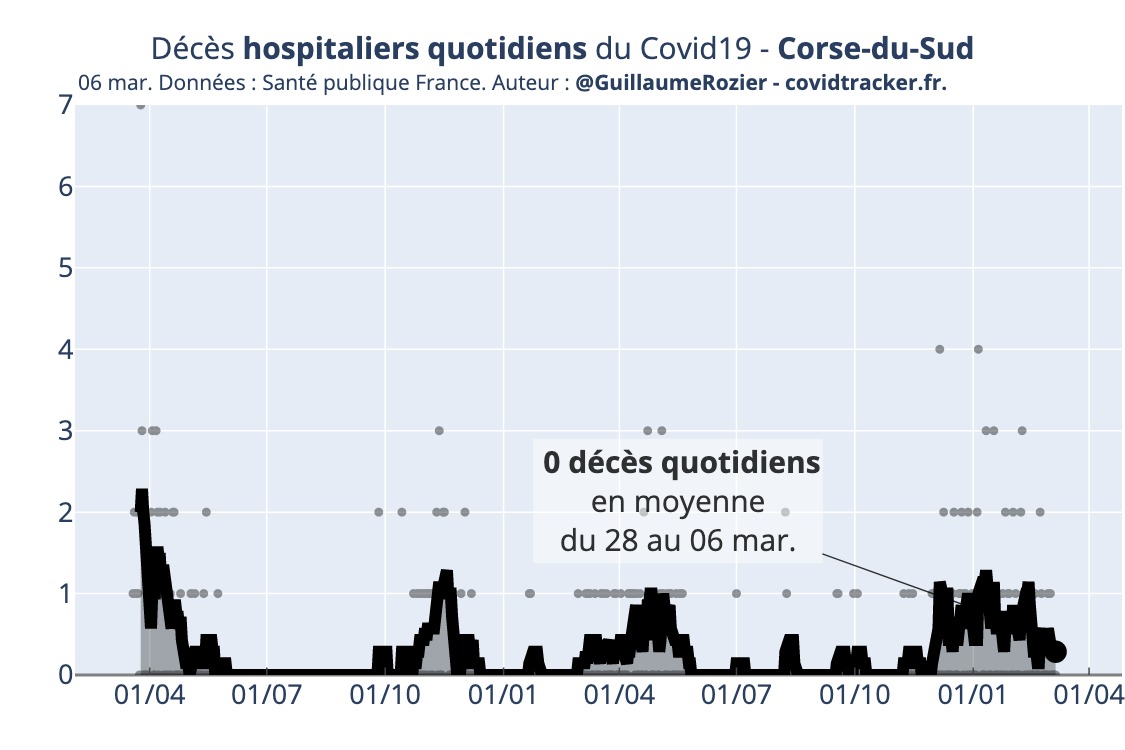 Décès hospitaliers quotidiens du Covid19 - Corse-du-Sud
06 mar. Données : Santé publique France. Auteur : @GuillaumeRozier - covidtracker.fr.
7
6
5
4
3
2
1
0
0 décès quotidiens
en moyenne
du 28 au 06 mar.
01/04 01/07 01/10 01/01 01/04 01/07 01/10 01/01 01/04